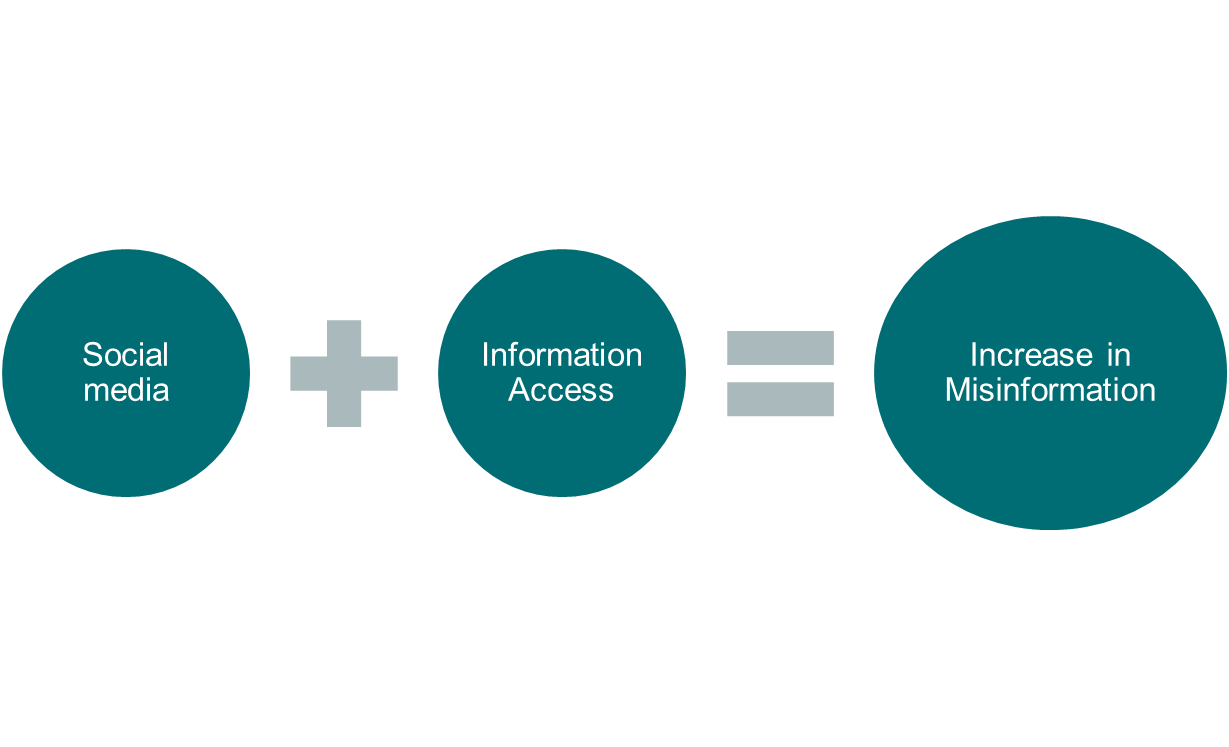 Social
media
Information
Access
Increase in
Misinformation